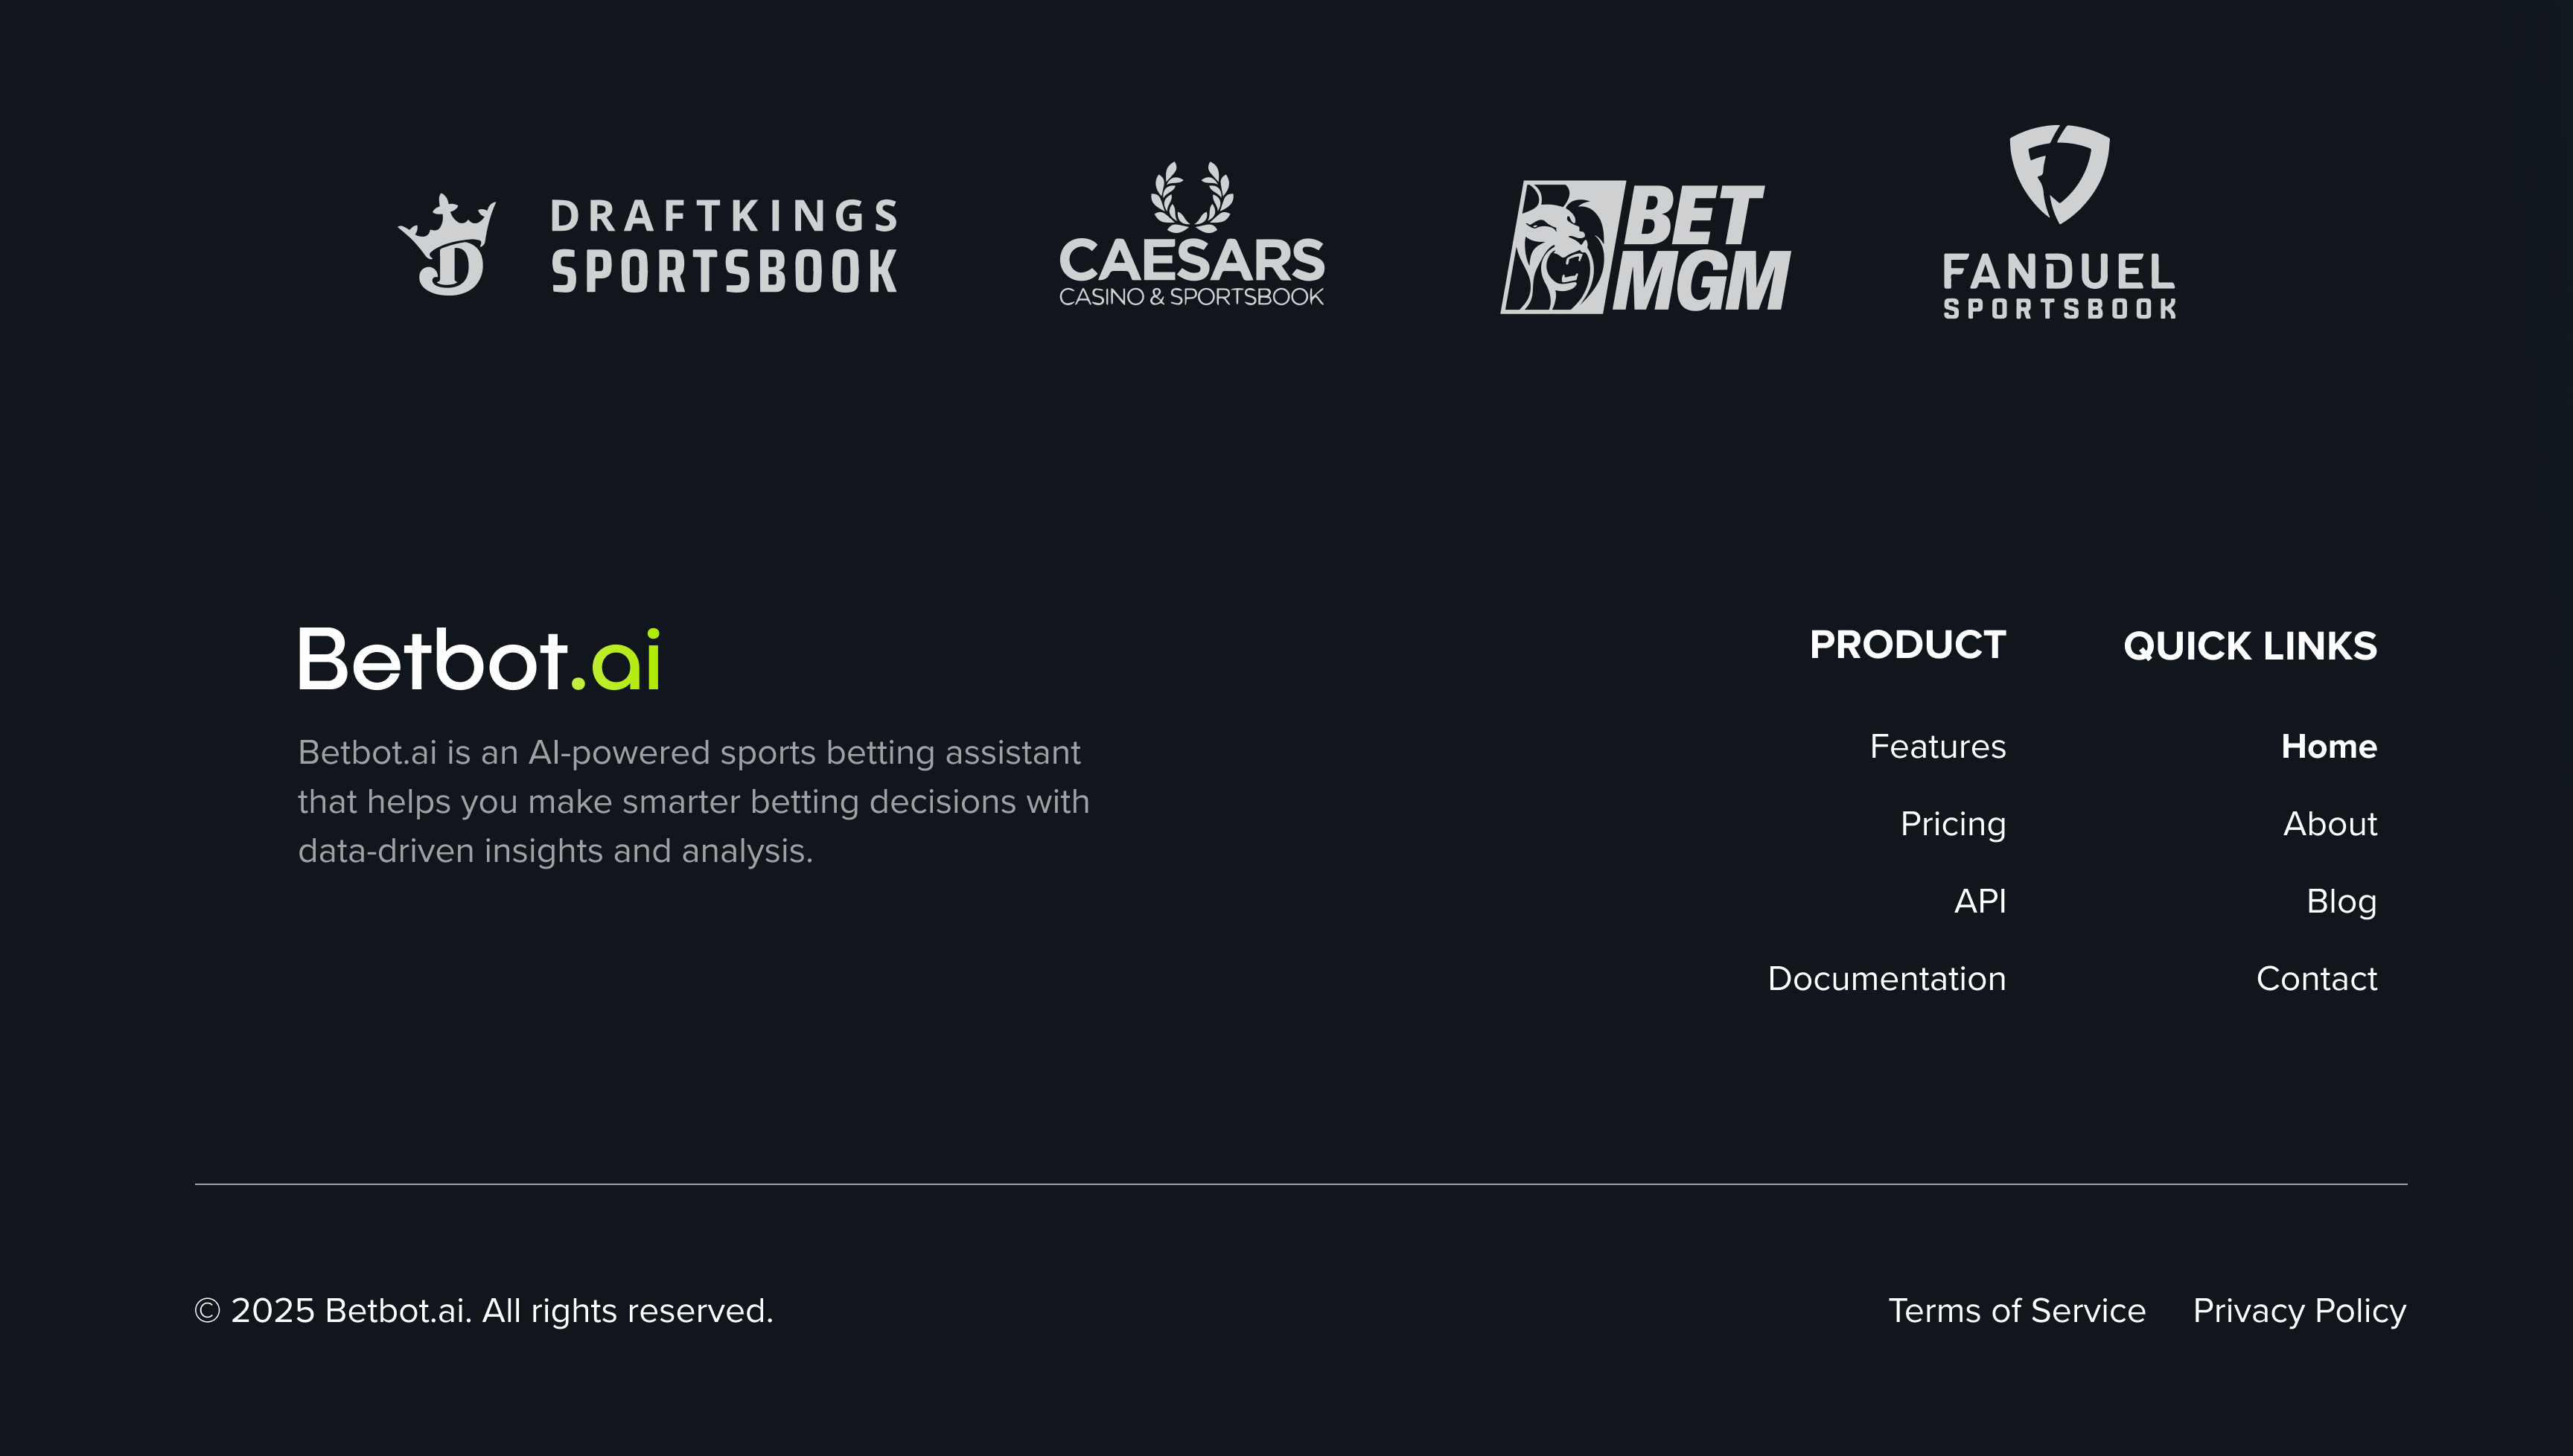 DRAFTKINGS
SPORTSBOOK
CAESARS
CASINO & SPORTSBOOK
BET
MGM
FANDUEL
SPORTSBOOK
Betbot.ai
Betbot.ai is an AI-powered sports betting assistant
that helps you make smarter betting decisions with
data-driven insights and analysis.
PRODUCT
Features
Pricing
API
Documentation
QUICK LINKS
Home
About
Blog
Contact
© 2025 Betbot.ai. All rights reserved.
Terms of Service
Privacy Policy